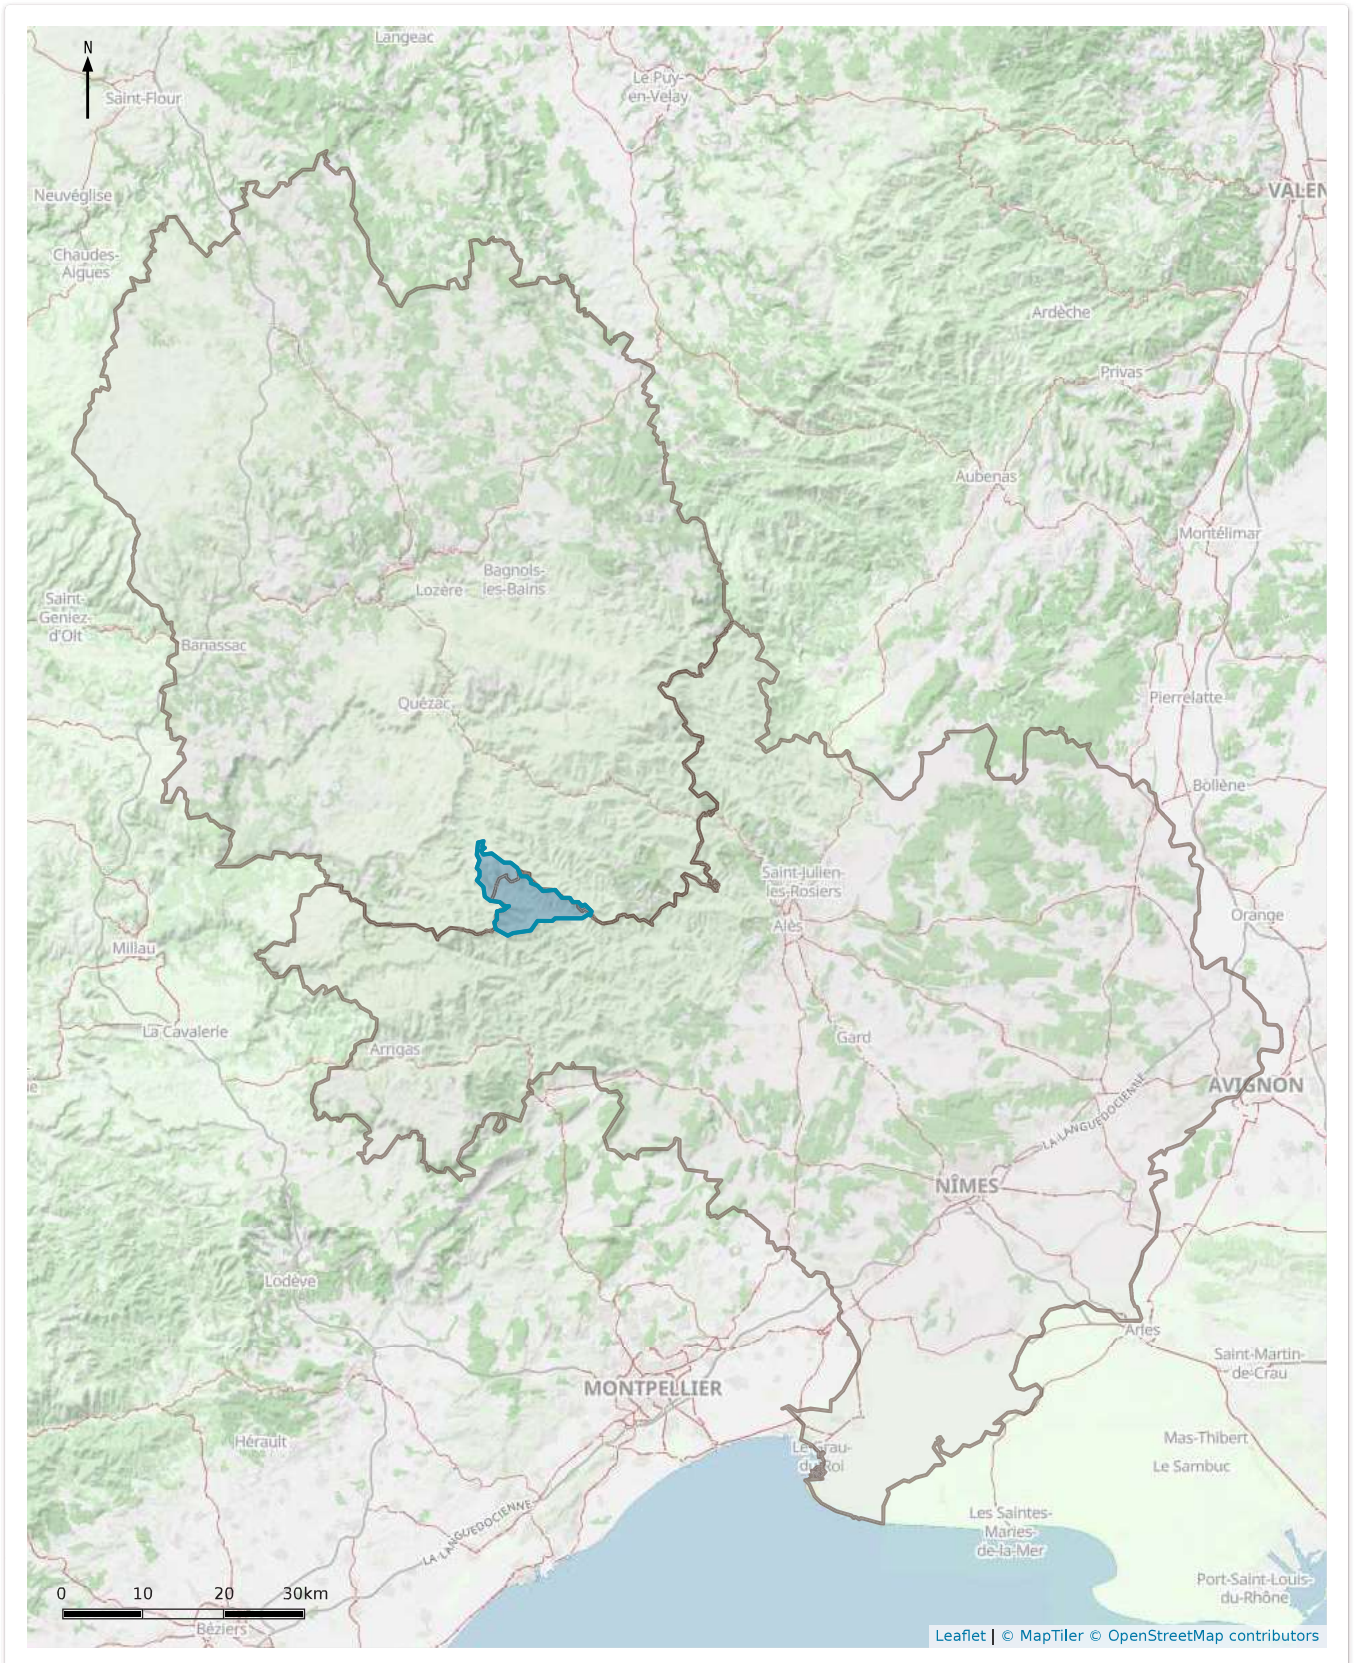 Langeac
N
Le Puy-
en-Velay
Saint-Flour
VALEN
Neuvéglise
Chaudes-
Aigues
Ardèche
Privas
Aubenas
Montélimar
Bagnols-
les-Bains
Lozère
Saint-
Geniez-
d'Olt
Banassac
Quézac
Pierrelatte
Bollène
Saint-Julien-
les-Rosiers
Orange
Alès
Millau
La Cavalerie
Gard
Arrigas
AVIGNON
LA LANGUEDOCIENNE
NÎMES
Lodève
Arles
Saint-Martin-
de-Crau
MONTPELLIER
Hérault
Le Grau-
du-Roi
Mas-Thibert
Le Sambuc
Les Saintes-
Maries-
de-la-Mer
LA LANGUEDOCIENNE
Port-Saint-Louis-
du-Rhône
0 10 20 30km
Béziers
Leaflet | © MapTiler © OpenStreetMap contributors